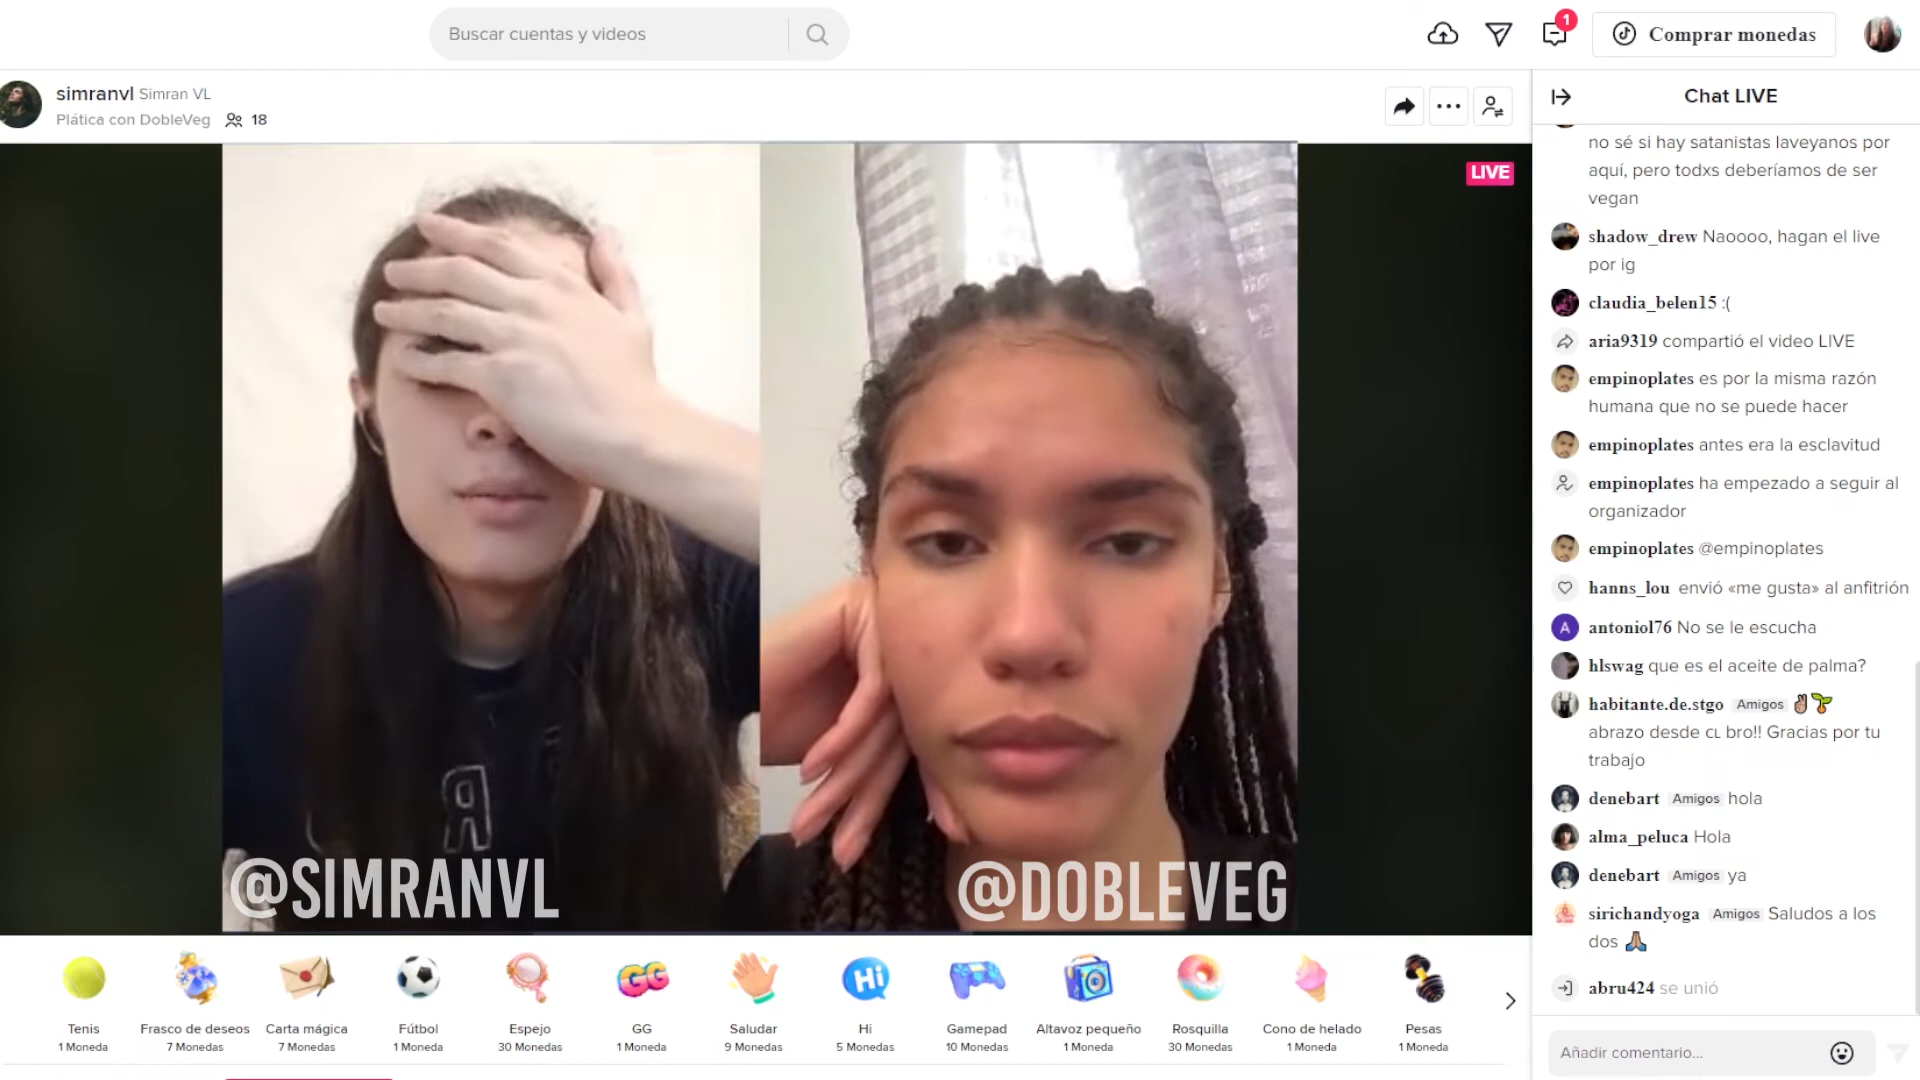 Buscar cuentas y videos
1
Comprar monedas
simranvl Simran VL
Plática con DobleVeg 18
Chat LIVE
LIVE
no sé si hay satanistas laveyanos por
aquí, pero todxs deberíamos de ser
vegan
shadow_drew Naoooo, hagan el live
por ig
claudia_belen15 :(
aria9319 compartió el video LIVE
empinoplates es por la misma razón
humana que no se puede hacer
empinoplates antes era la esclavitud
empinoplates ha empezado a seguir al
organizador
empinoplates @empinoplates
hanns_lou envió «me gusta» al anfitrión
A
antoniol76 No se le escucha
hlswag que es el aceite de palma?
habitante.de.stgo Amigos ✌🏽🌱
abrazo desde cʟ bro!! Gracias por tu
trabajo
denebart Amigos hola
alma_peluca Hola
denebart Amigos ya
sirichandyoga Amigos Saludos a los
dos 🙏🏽
abru424 se unió
Añadir comentario...
R
@SIMRANVL
@DOBLEVEG
GG
Hi
Tenis
1 Moneda
Frasco de deseos
7 Monedas
Carta mágica
7 Monedas
Fútbol
1 Moneda
Espejo
30 Monedas
GG
1 Moneda
Saludar
9 Monedas
Hi
5 Monedas
Gamepad
10 Monedas
Altavoz pequeño
1 Moneda
Rosquilla
30 Monedas
Cono de helado
1 Moneda
Pesas
1 Moneda